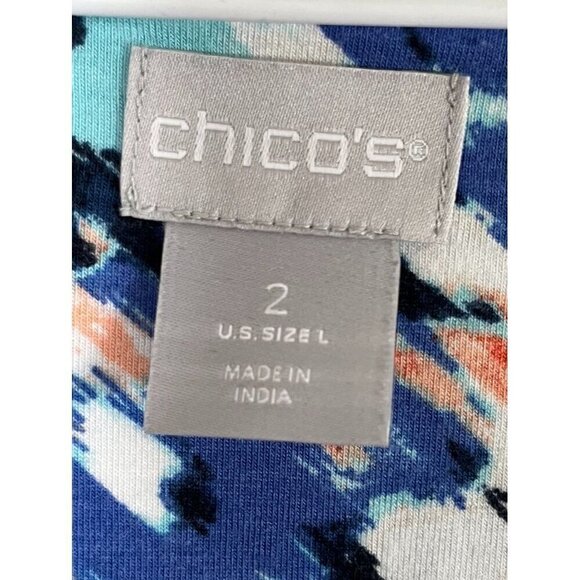 chico's®
2
U.S. SIZE L
MADE IN
INDIA